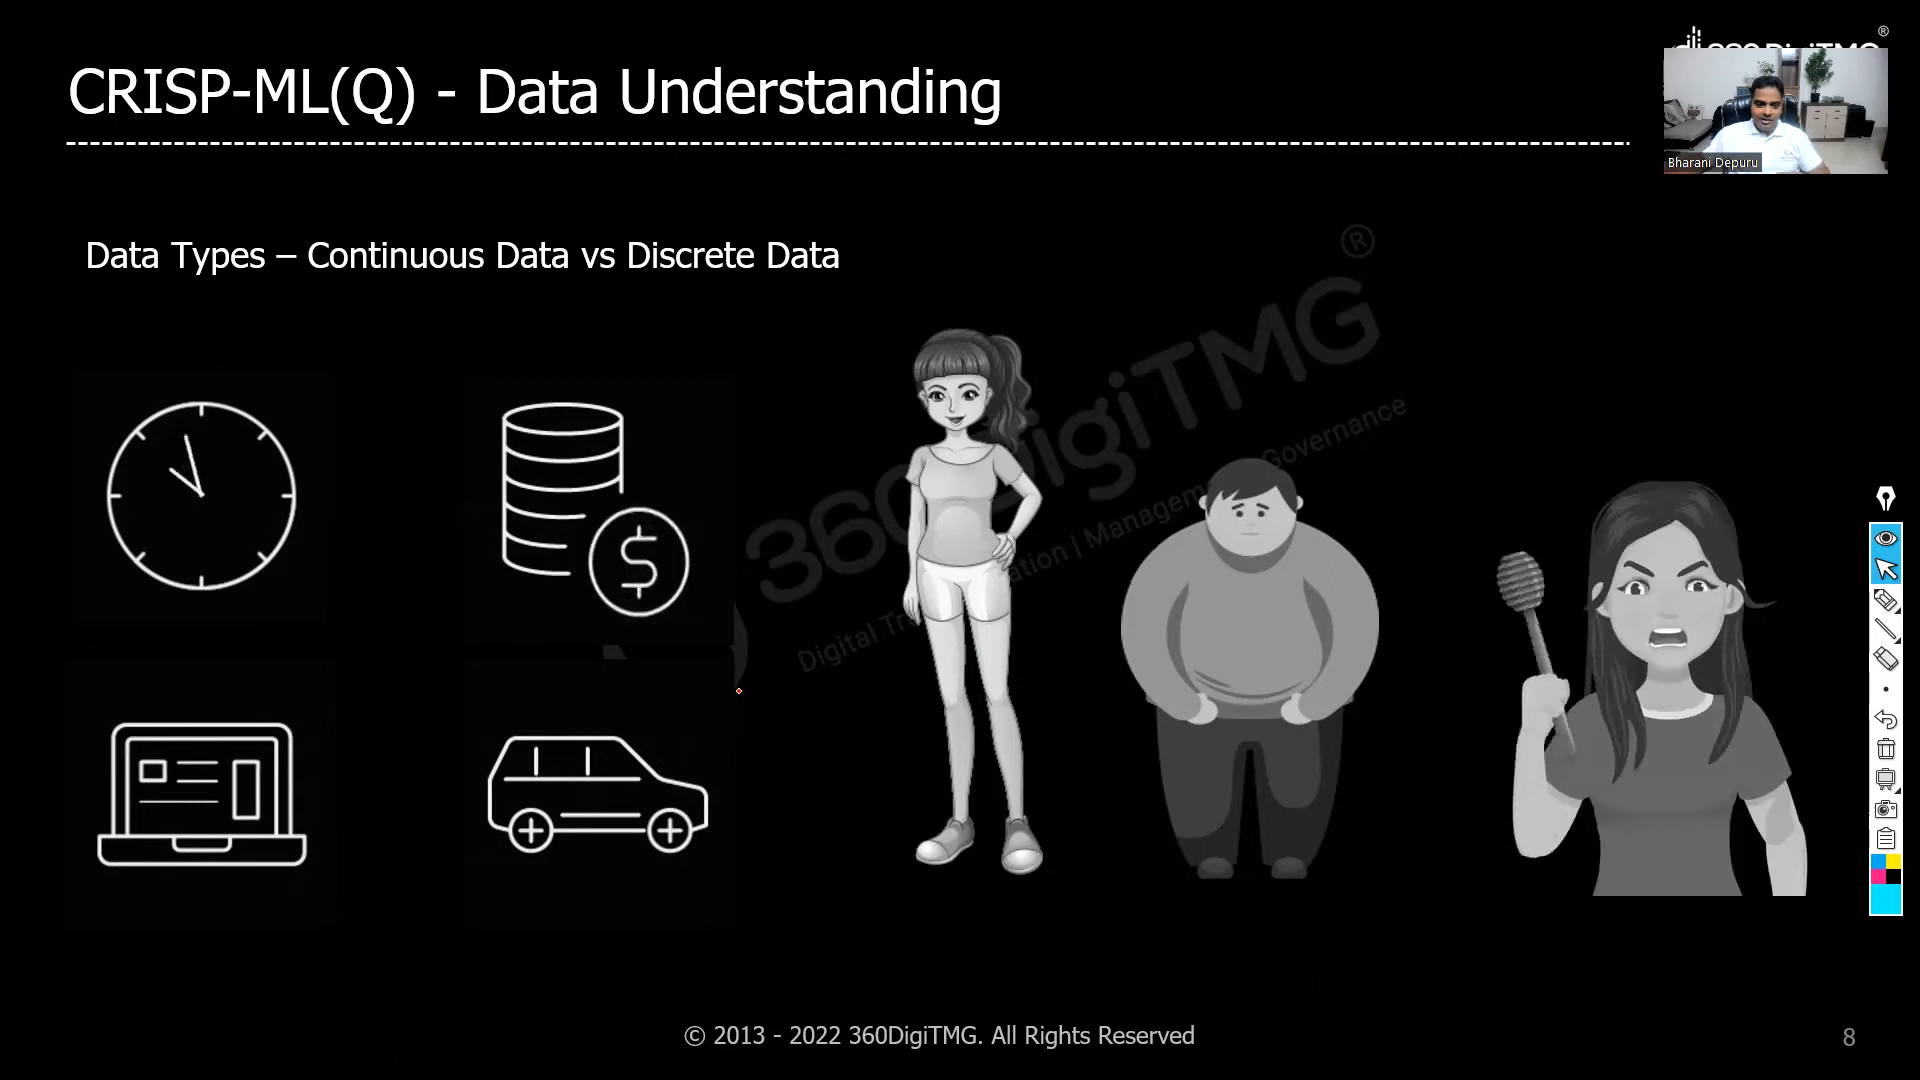 CRISP-ML(Q) - Data Understanding
®
360DigiTMG
Bharani Depuru
Data Types – Continuous Data vs Discrete Data
®
360DigiTMG
© 2013 - 2022 360DigiTMG. All Rights Reserved
8